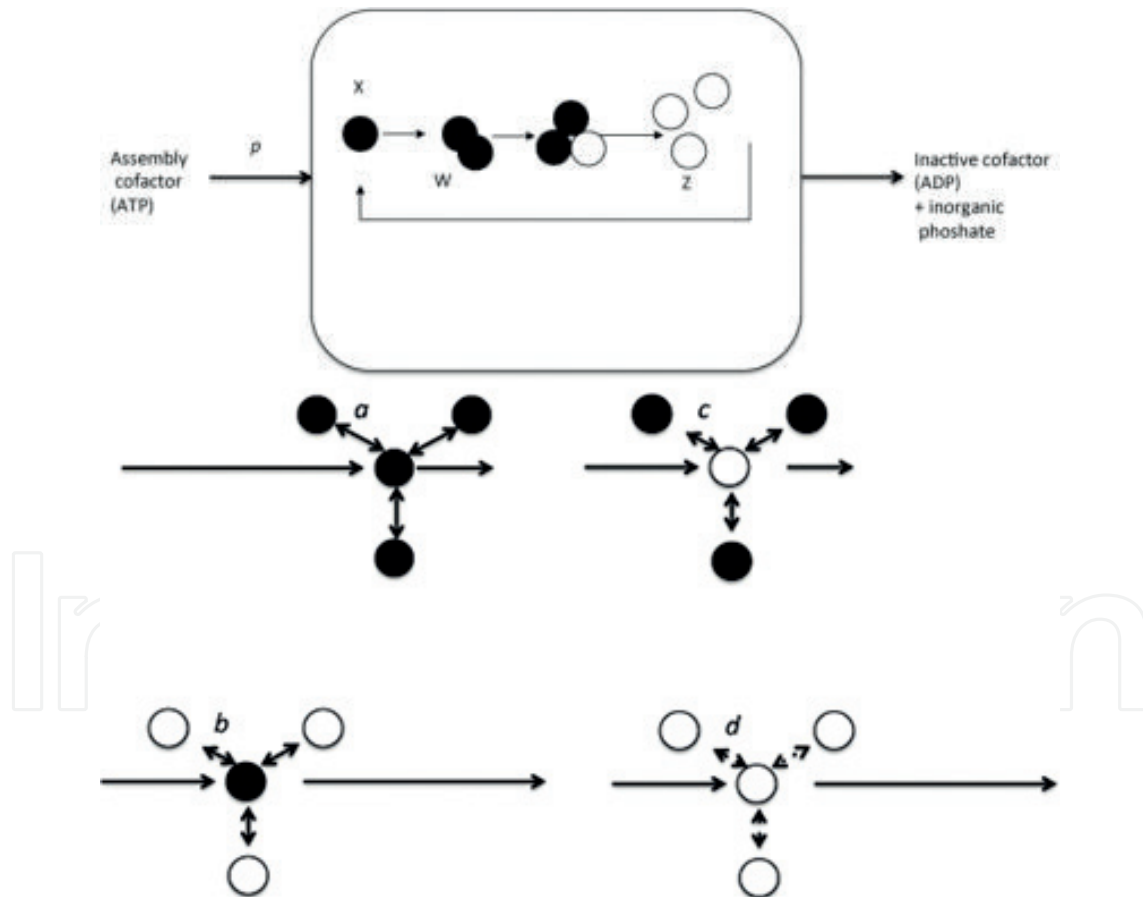 X
p
Assembly
cofactor
(ATP)
W
Z
Inactive cofactor
(ADP)
+ inorganic
phoshate
a
c
b
d